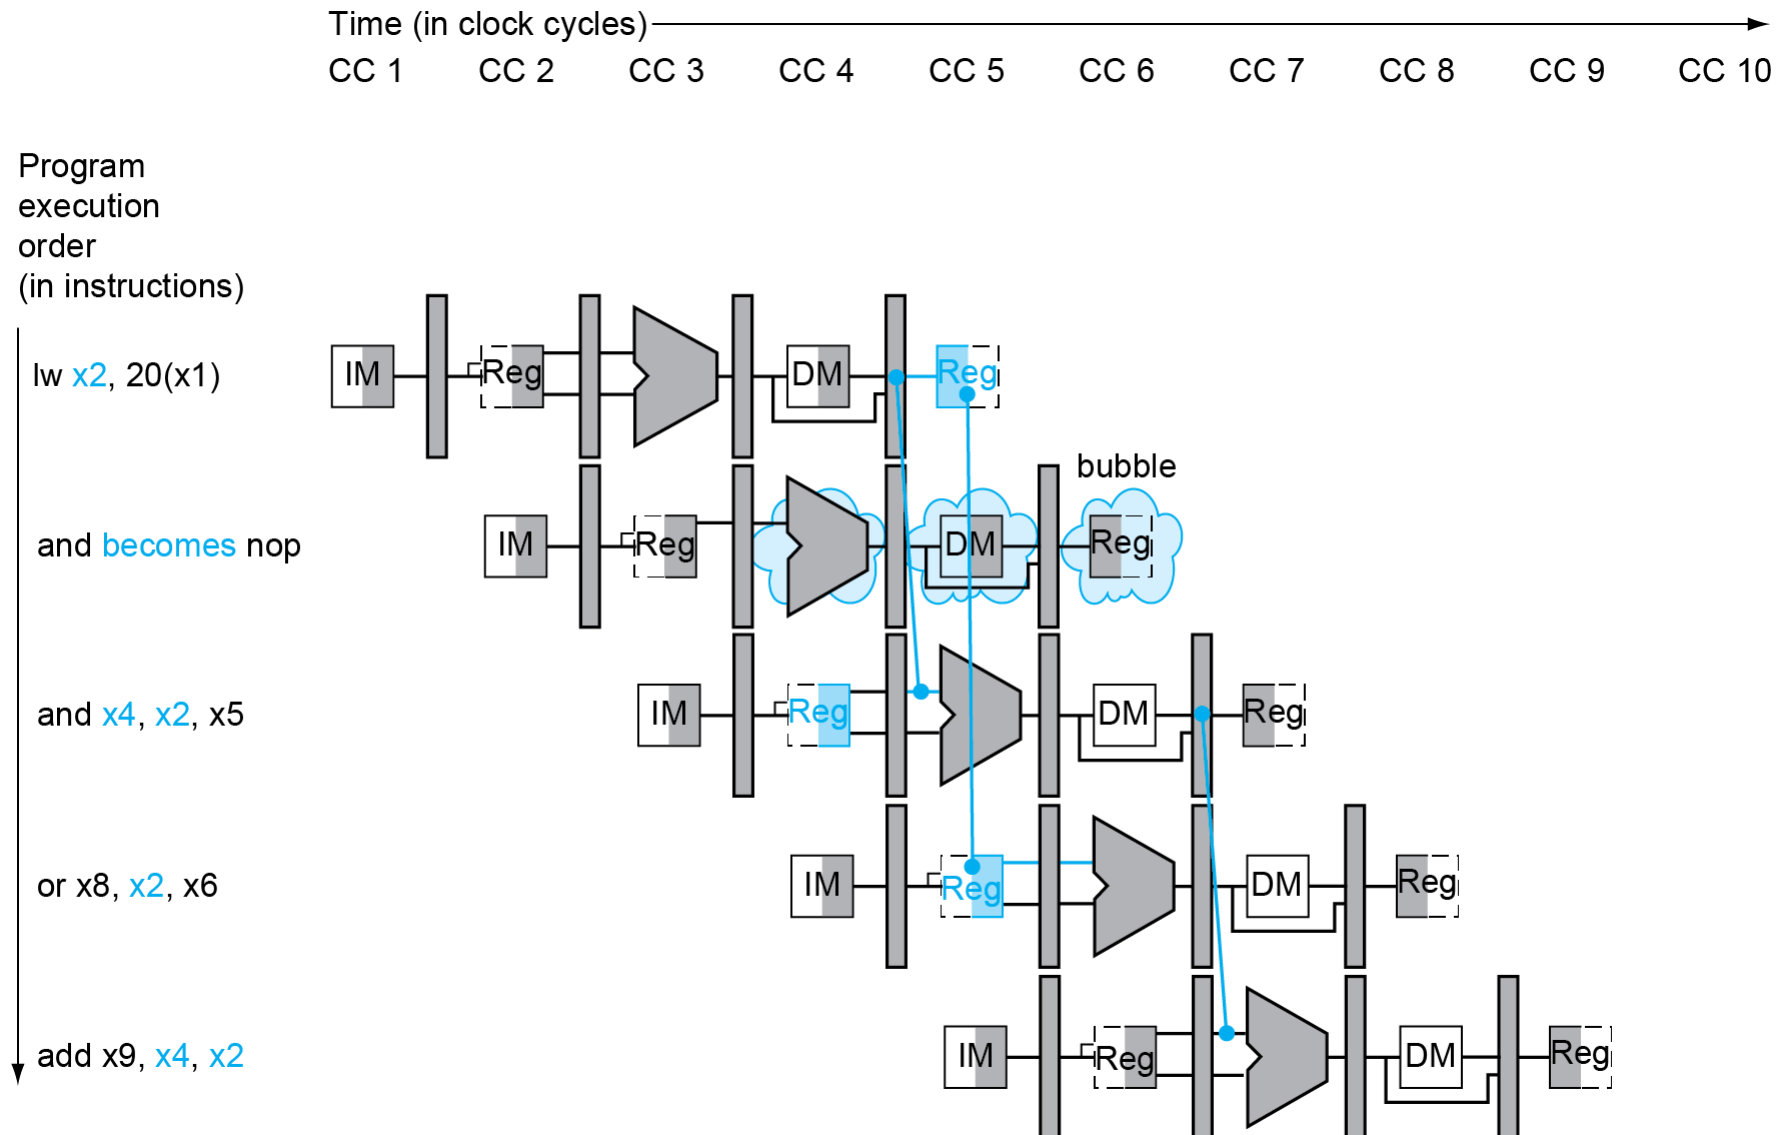 Time (in clock cycles)
CC 1 CC 2 CC 3 CC 4 CC 5 CC 6 CC 7 CC 8 CC 9 CC 10
Program
execution
order
(in instructions)
lw x2, 20(x1)
IM Reg DM Reg
bubble
and becomes nop
IM Reg DM Reg
and x4, x2, x5
IM Reg DM Reg
or x8, x2, x6
IM Reg DM Reg
add x9, x4, x2
IM Reg DM Reg